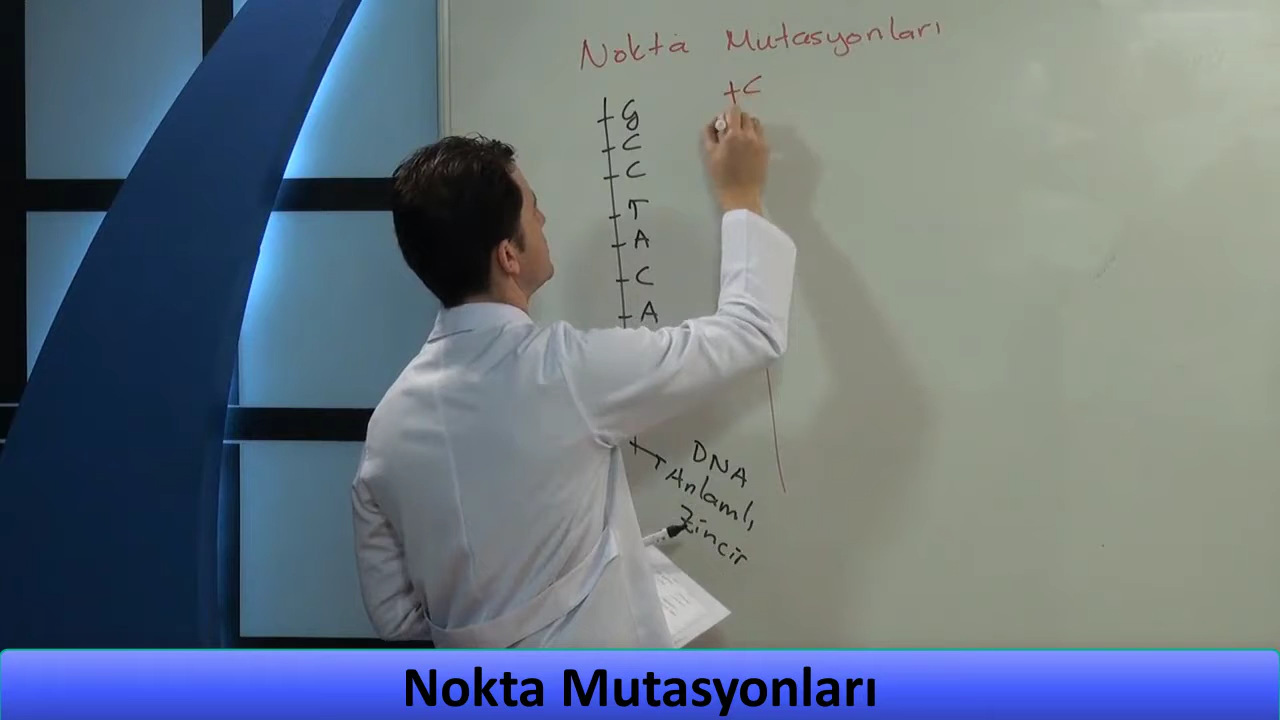 Nokta Mutasyonları
C
G
C
C
T
A
C
A
DNA
Anlamlı
Zincir
Nokta Mutasyonları